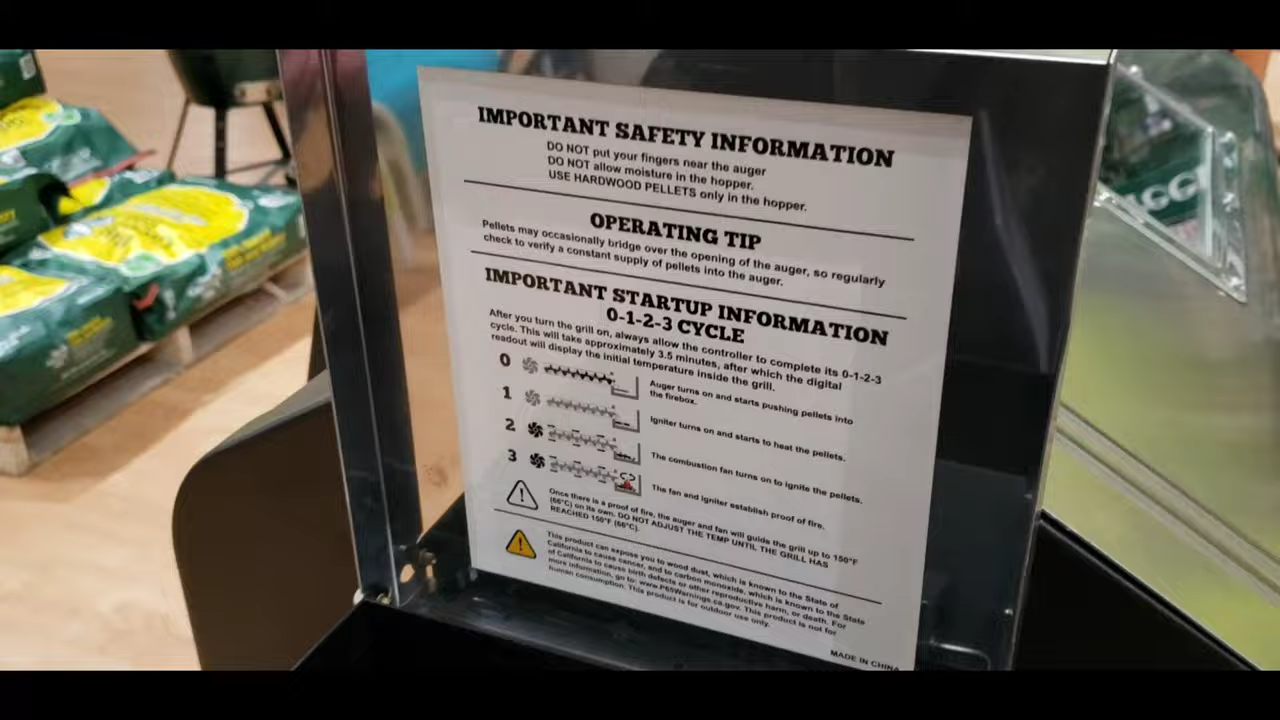 IMPORTANT SAFETY INFORMATION
DO NOT put your fingers near the auger
DO NOT allow moisture in the hopper.
USE HARDWOOD PELLETS only in the hopper.
OPERATING TIP
Pellets may occasionally bridge over the opening of the auger, so regularly
check to verify a constant supply of pellets into the auger.
IMPORTANT STARTUP INFORMATION
0-1-2-3 CYCLE
After you turn the grill on, always allow the controller to complete its 0-1-2-3
cycle. This will take approximately 3.5 minutes, after which the digital
readout will display the initial temperature inside the grill.
0
Auger turns on and starts pushing pellets into
the firebox.
1
Igniter turns on and starts to heat the pellets.
2
The combustion fan turns on to ignite the pellets.
3
The fan and igniter establish proof of fire.
Once there is a proof of fire, the auger and fan will guide the grill up to 150°F
(66°C) on its own. DO NOT ADJUST THE TEMP UNTIL THE GRILL HAS
REACHED 150°F (66°C).
This product can expose you to wood dust, which is known to the State of
California to cause cancer, and to carbon monoxide, which is known to the State
of California to cause birth defects or other reproductive harm, or death. For
more information, go to: www.P65Warnings.ca.gov. This product is not for
human consumption. This product is for outdoor use only.
MADE IN CHINA